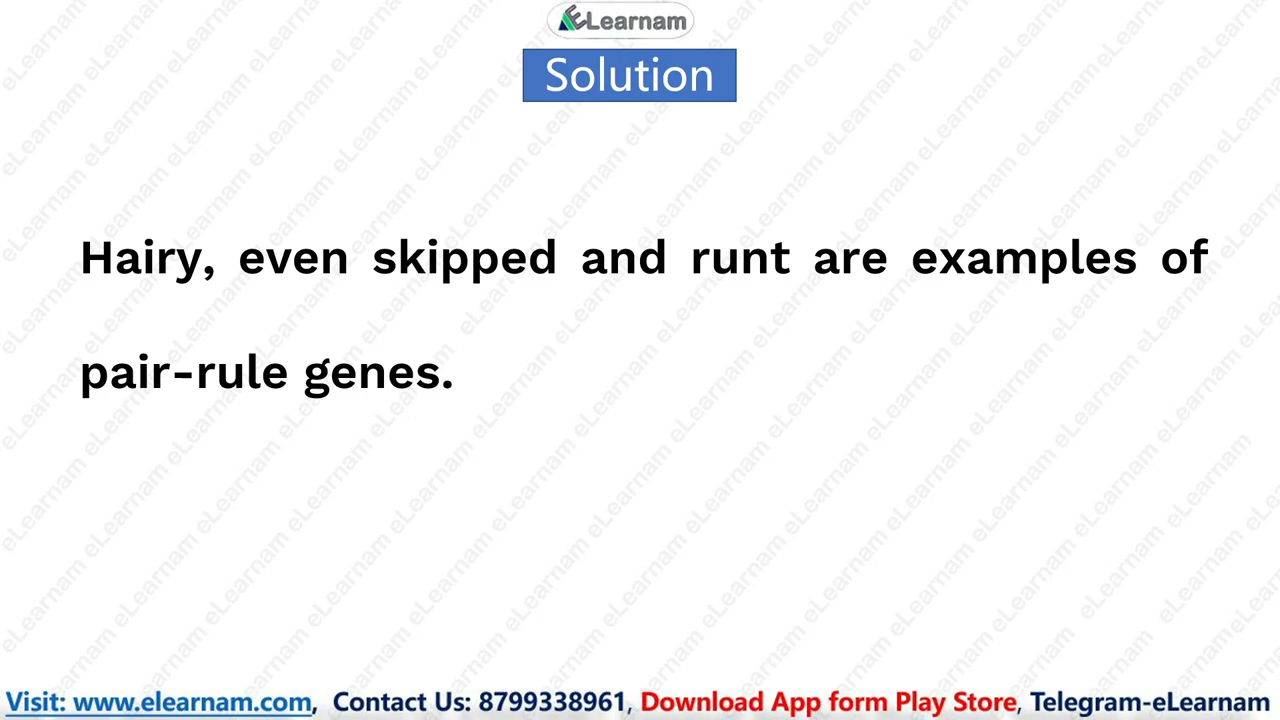 eLearnam
Solution
Hairy, even skipped and runt are examples of
pair-rule genes.
Visit: www.elearnam.com, Contact Us: 8799338961, Download App form Play Store, Telegram-eLearnam